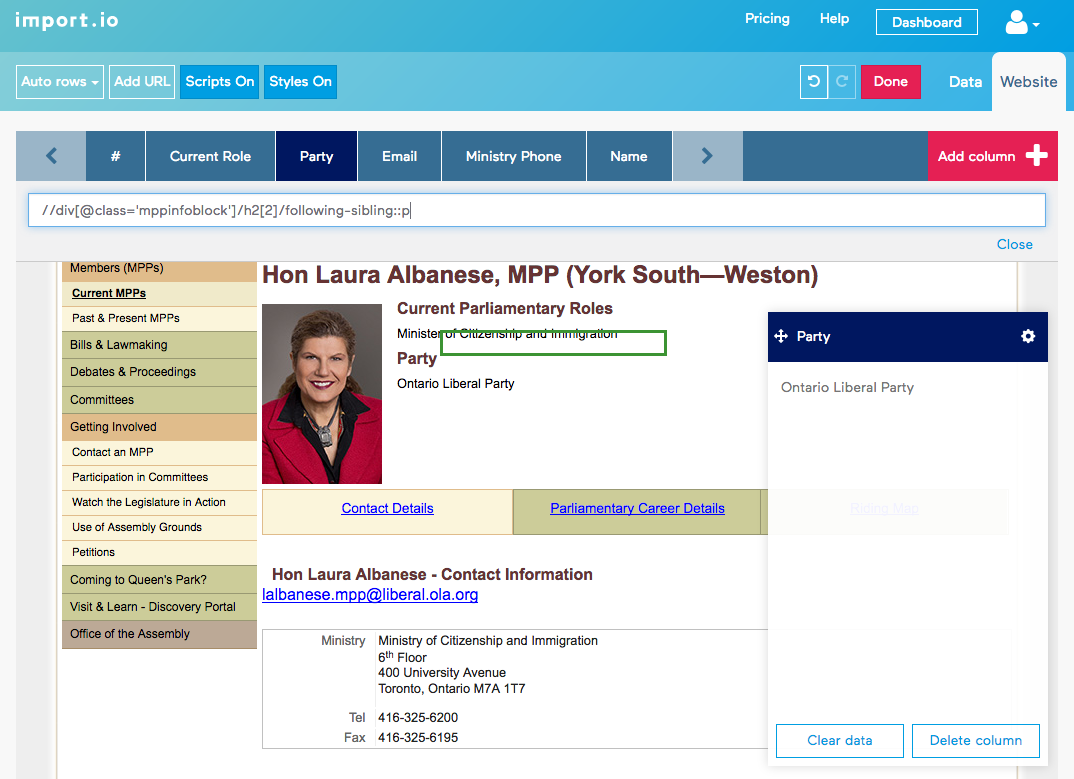 import.io
Pricing
Help
Dashboard
Auto rows
Add URL
Scripts On
Styles On
Done
Data
Website
#
Current Role
Party
Email
Ministry Phone
Name
Add column
//div[@class='mppinfoblock']/h2[2]/following-sibling::p
Close
Members (MPPs)
Current MPPs
Past & Present MPPs
Bills & Lawmaking
Debates & Proceedings
Committees
Getting Involved
Contact an MPP
Participation in Committees
Watch the Legislature in Action
Use of Assembly Grounds
Petitions
Coming to Queen's Park?
Visit & Learn - Discovery Portal
Office of the Assembly
Hon Laura Albanese, MPP (York South—Weston)
Current Parliamentary Roles
Minister of Citizenship and Immigration
Party
Ontario Liberal Party
Contact Details
Parliamentary Career Details
Riding Map
Hon Laura Albanese - Contact Information
lalbanese.mpp@liberal.ola.org
Ministry Ministry of Citizenship and Immigration
6th Floor
400 University Avenue
Toronto, Ontario M7A 1T7
Tel 416-325-6200
Fax 416-325-6195
Party
Ontario Liberal Party
Clear data
Delete column